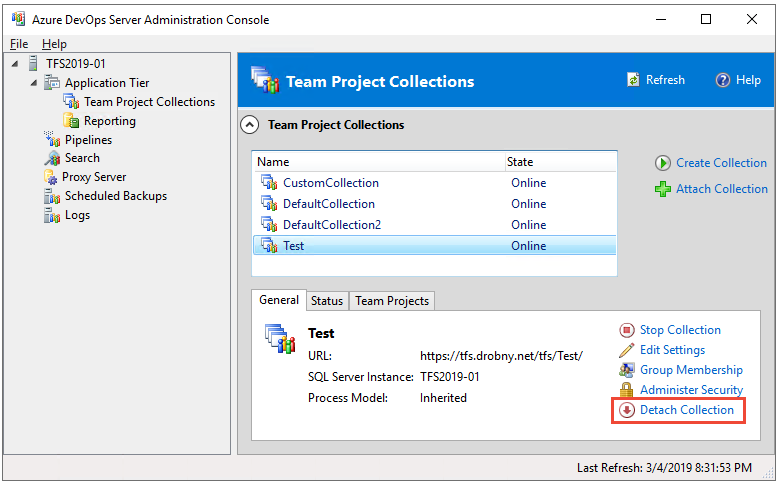 Azure DevOps Server Administration Console
File Help
TFS2019-01
Application Tier
Team Project Collections
Reporting
Pipelines
Search
Proxy Server
Scheduled Backups
Logs
Team Project Collections
Refresh
Help
Team Project Collections
Name State
CustomCollection Online
DefaultCollection Online
DefaultCollection2 Online
Test Online
Create Collection
Attach Collection
General Status Team Projects
Test
URL: https://tfs.drobny.net/tfs/Test/
SQL Server Instance: TFS2019-01
Process Model: Inherited
Stop Collection
Edit Settings
Group Membership
Administer Security
Detach Collection
Last Refresh: 3/4/2019 8:31:53 PM